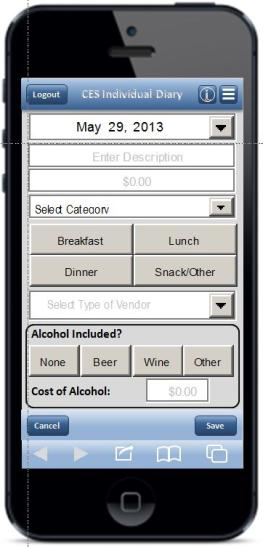 Logout CES Individual Diary
May 29, 2013
Enter Description
$0.00
Select Category
Breakfast Lunch
Dinner Snack/Other
Select Type of Vendor
Alcohol Included?
None Beer Wine Other
Cost of Alcohol: $0.00
Cancel Save